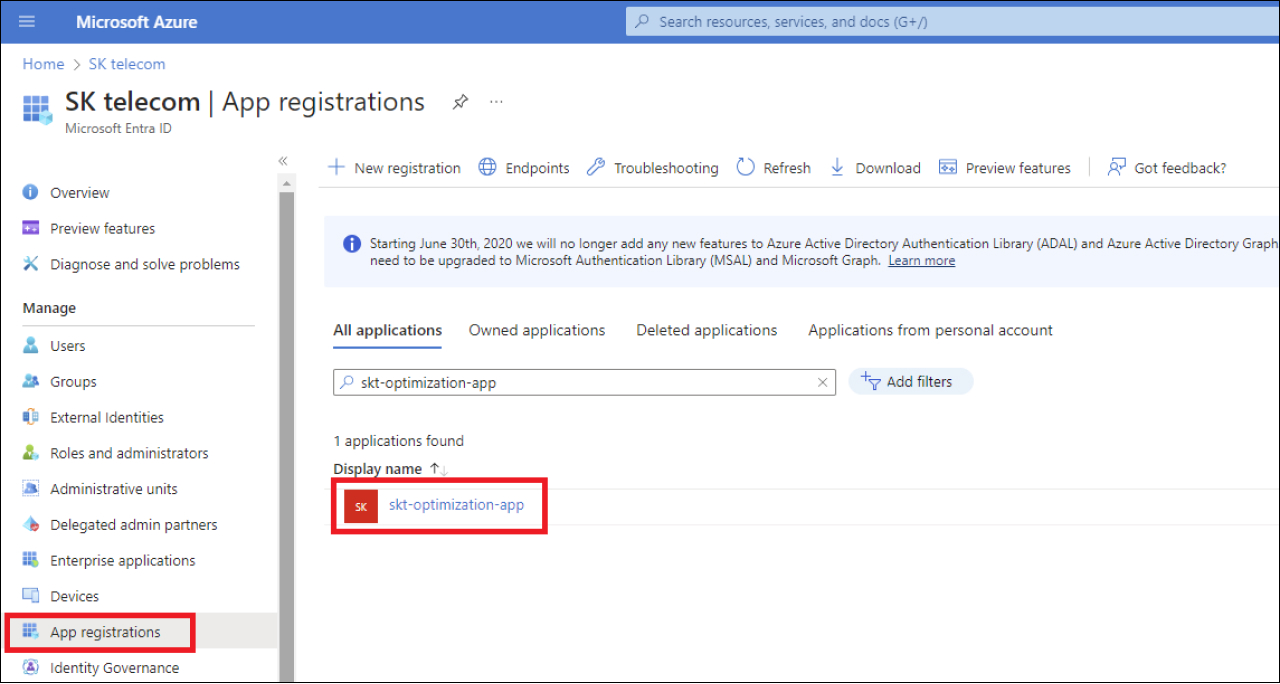 Microsoft Azure
Search resources, services, and docs (G+/)
Home > SK telecom
SK telecom | App registrations
...
Microsoft Entra ID
«
New registration
Endpoints
Troubleshooting
Refresh
Download
Preview features
Got feedback?
Overview
Preview features
Diagnose and solve problems
Manage
Users
Groups
External Identities
Roles and administrators
Administrative units
Delegated admin partners
Enterprise applications
Devices
App registrations
Identity Governance
Starting June 30th, 2020 we will no longer add any new features to Azure Active Directory Authentication Library (ADAL) and Azure Active Directory Graph
need to be upgraded to Microsoft Authentication Library (MSAL) and Microsoft Graph. Learn more
All applications
Owned applications
Deleted applications
Applications from personal account
skt-optimization-app
Add filters
1 applications found
Display name ↑↓
SK
skt-optimization-app